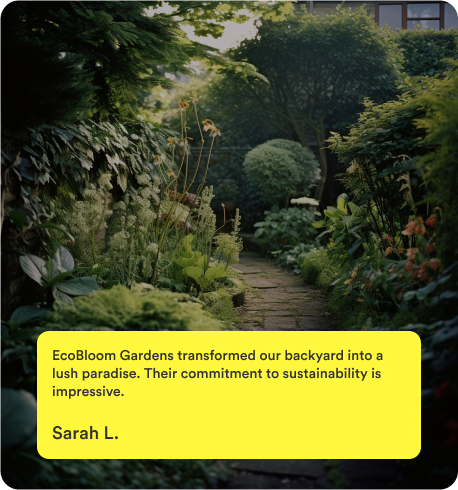 EcoBloom Gardens transformed our backyard into a
lush paradise. Their commitment to sustainability is
impressive.
Sarah L.